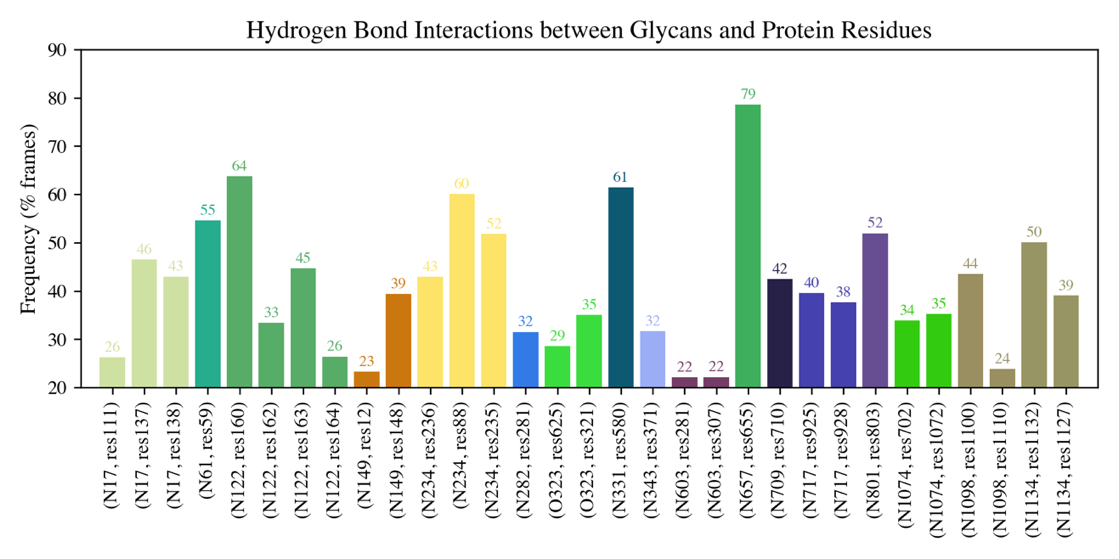 Hydrogen Bond Interactions between Glycans and Protein Residues
Frequency (% frames)
90
80
70
60
50
40
30
20
26
46
43
55
64
33
45
26
23
39
43
60
52
32
29
35
61
32
22
22
79
42
40
38
52
34
35
44
24
50
39
(N17, res111)
(N17, res137)
(N17, res138)
(N61, res59)
(N122, res160)
(N122, res162)
(N122, res163)
(N122, res164)
(N149, res12)
(N149, res148)
(N234, res236)
(N234, res88)
(N234, res235)
(N282, res281)
(O323, res625)
(O323, res321)
(N331, res580)
(N343, res371)
(N603, res281)
(N603, res307)
(N657, res655)
(N709, res710)
(N717, res925)
(N717, res928)
(N801, res803)
(N1074, res702)
(N1074, res1072)
(N1098, res1100)
(N1098, res1110)
(N1134, res1132)
(N1134, res1127)